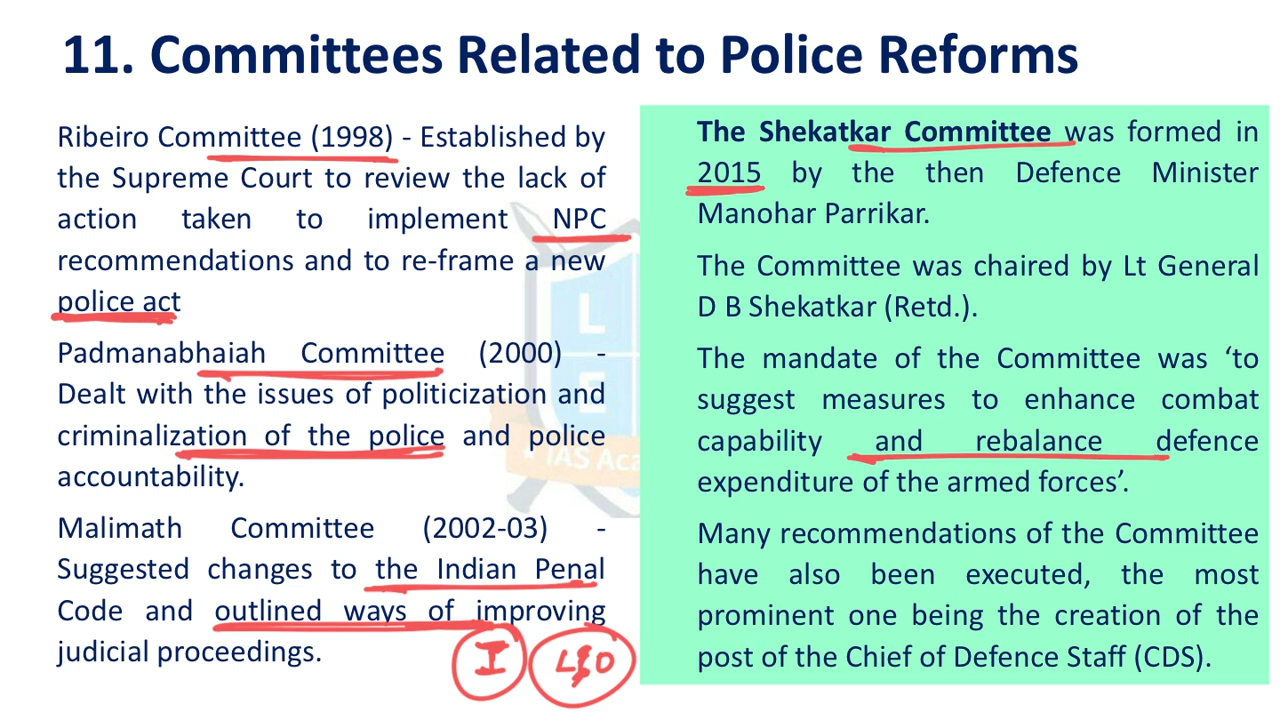 11. Committees Related to Police Reforms
Ribeiro Committee (1998) - Established by
the Supreme Court to review the lack of
action taken to implement NPC
recommendations and to re-frame a new
police act
Padmanabhaiah Committee (2000) -
Dealt with the issues of politicization and
criminalization of the police and police
accountability.
Malimath Committee (2002-03) -
Suggested changes to the Indian Penal
Code and outlined ways of improving
judicial proceedings.
I
L&O
The Shekatkar Committee was formed in
2015 by the then Defence Minister
Manohar Parrikar.
The Committee was chaired by Lt General
D B Shekatkar (Retd.).
The mandate of the Committee was ‘to
suggest measures to enhance combat
capability and rebalance defence
expenditure of the armed forces’.
Many recommendations of the Committee
have also been executed, the most
prominent one being the creation of the
post of the Chief of Defence Staff (CDS).
L
IAS